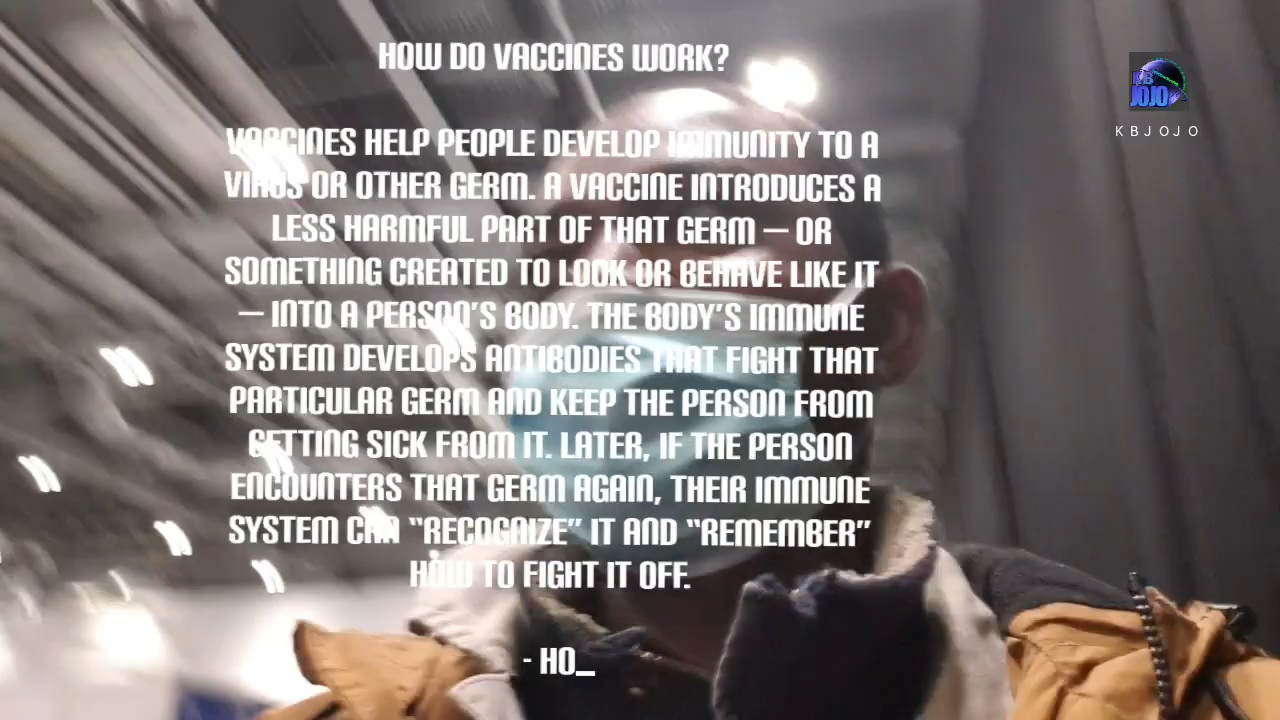 HOW DO VACCINES WORK?
KB
JOJO
KBJOJO
VACCINES HELP PEOPLE DEVELOP IMMUNITY TO A
VIRUS OR OTHER GERM. A VACCINE INTRODUCES A
LESS HARMFUL PART OF THAT GERM — OR
SOMETHING CREATED TO LOOK OR BEHAVE LIKE IT
— INTO A PERSON’S BODY. THE BODY’S IMMUNE
SYSTEM DEVELOPS ANTIBODIES THAT FIGHT THAT
PARTICULAR GERM AND KEEP THE PERSON FROM
GETTING SICK FROM IT. LATER, IF THE PERSON
ENCOUNTERS THAT GERM AGAIN, THEIR IMMUNE
SYSTEM CAN “RECOGNIZE” IT AND “REMEMBER”
HOW TO FIGHT IT OFF.
- HO_